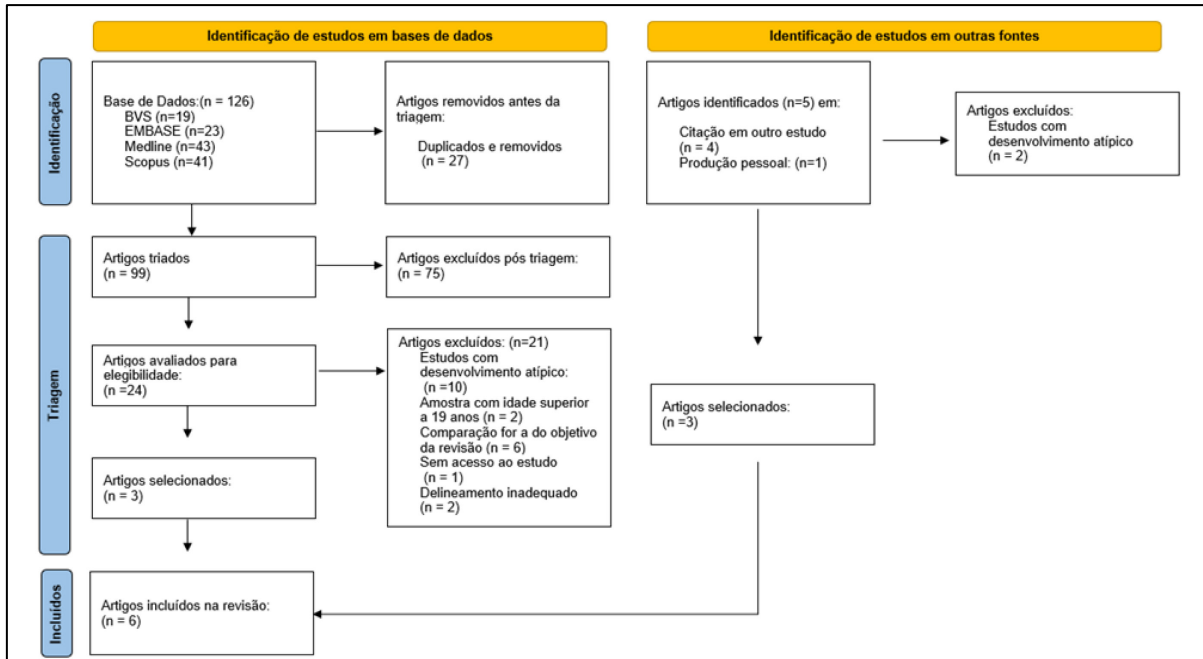 Identificação de estudos em bases de dados
Identificação de estudos em outras fontes
Identificação
Base de Dados:(n = 126)
BVS (n=19)
EMBASE (n=23)
Medline (n=43)
Scopus (n=41)
Artigos removidos antes da
triagem:
Duplicados e removidos
(n = 27)
Artigos identificados (n=5) em:
Citação em outro estudo
(n = 4)
Produção pessoal: (n=1)
Artigos excluídos:
Estudos com
desenvolvimento atípico
(n = 2)
Triagem
Artigos triados
(n = 99)
Artigos excluídos pós triagem:
(n = 75)
Artigos avaliados para
elegibilidade:
(n =24)
Artigos excluídos: (n=21)
Estudos com
desenvolvimento atípico:
(n =10)
Amostra com idade superior
a 19 anos (n = 2)
Comparação for a do objetivo
da revisão (n = 6)
Sem acesso ao estudo
(n = 1)
Delineamento inadequado
(n = 2)
Artigos selecionados:
(n = 3)
Artigos selecionados:
(n =3)
Incluídos
Artigos incluídos na revisão:
(n = 6)